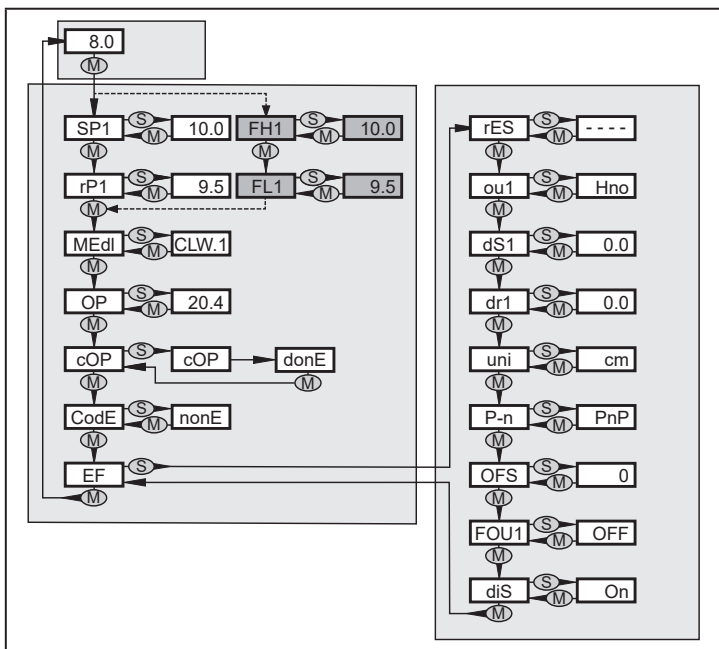 8.0
M
S
SP1 M 10.0
S
FH1 M 10.0
M
M
S
rP1 M 9.5
S
FL1 M 9.5
M
S
MEdI M CLW.1
M
S
OP M 20.4
M
S
cOP cOP donE
M
M
S
CodE M nonE
M
EF S
M
S
rES M - - - -
M
S
ou1 M Hno
M
S
dS1 M 0.0
M
S
dr1 M 0.0
M
S
uni M cm
M
S
P-n M PnP
M
S
OFS M 0
M
S
FOU1 M OFF
M
S
diS M On
M